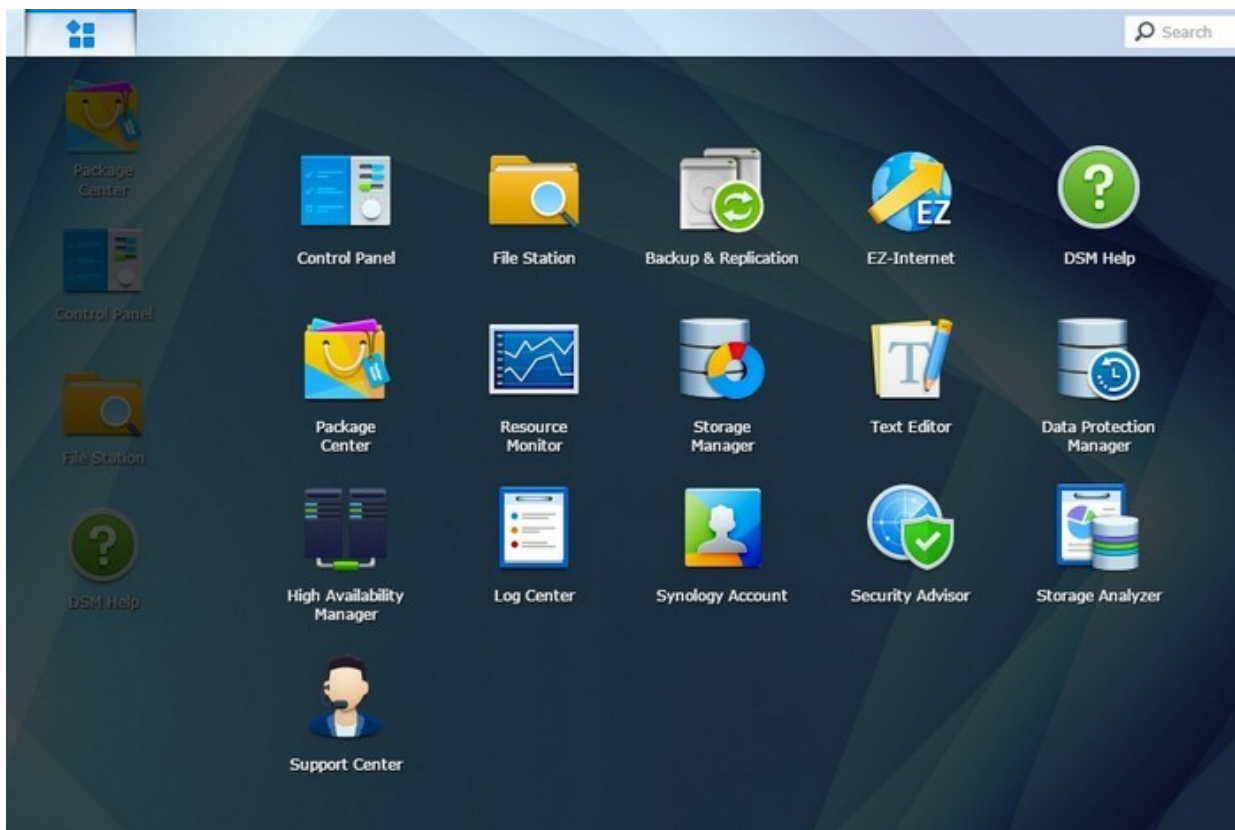 Search
Package
Center
Control Panel
File Station
DSM Help
Control Panel
File Station
Backup & Replication
EZ
EZ-Internet
DSM Help
Package
Center
Resource
Monitor
Storage
Manager
T
Text Editor
Data Protection
Manager
High Availability
Manager
Log Center
Synology Account
Security Advisor
Storage Analyzer
Support Center